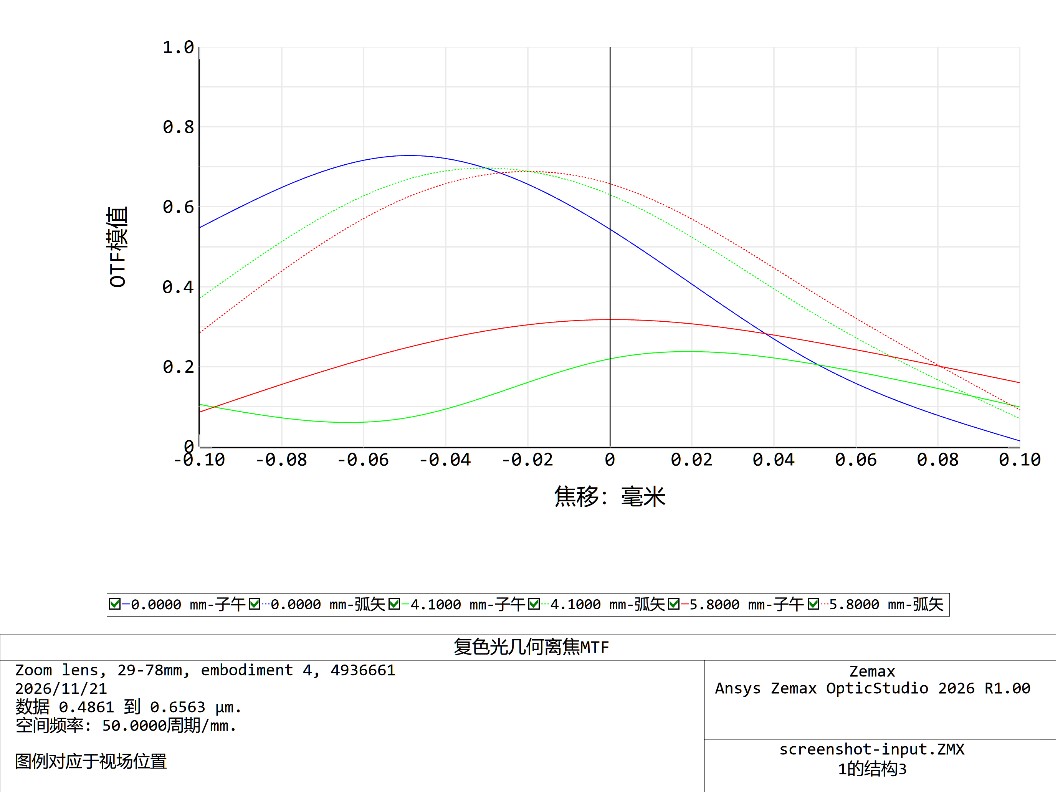 1.0
0.8
0.6
0.4
0.2
0
OTF模值
-0.10 -0.08 -0.06 -0.04 -0.02 0 0.02 0.04 0.06 0.08 0.10
焦移: 毫米
0.0000 mm-子午 0.0000 mm-弧矢 4.1000 mm-子午 4.1000 mm-弧矢 5.8000 mm-子午 5.8000 mm-弧矢
复色光几何离焦MTF
Zoom lens, 29-78mm, embodiment 4, 4936661
2026/11/21
数据 0.4861 到 0.6563 µm.
空间频率: 50.0000周期/mm.
图例对应于视场位置
Zemax
Ansys Zemax OpticStudio 2026 R1.00
screenshot-input.ZMX
1的结构3